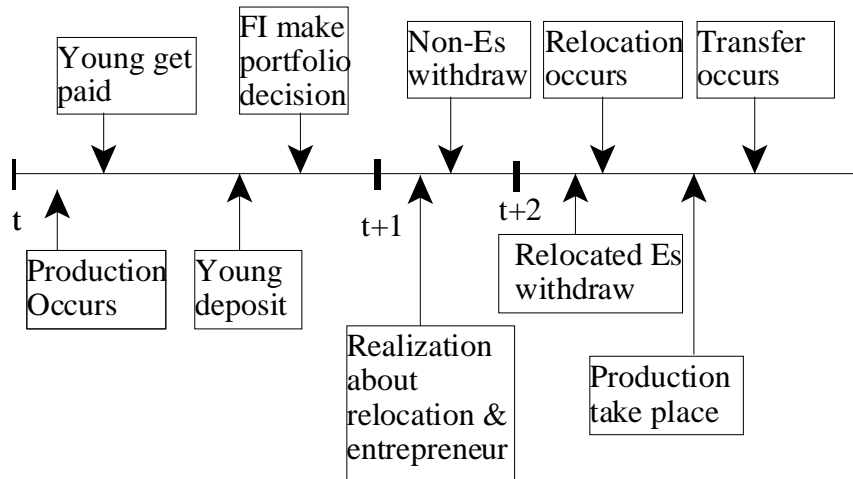 Young get
paid
FI make
portfolio
decision
Non-Es
withdraw
Relocation
occurs
Transfer
occurs
t
t+1
t+2
Production
Occurs
Young
deposit
Realization
about
relocation &
entrepreneur
Relocated Es
withdraw
Production
take place